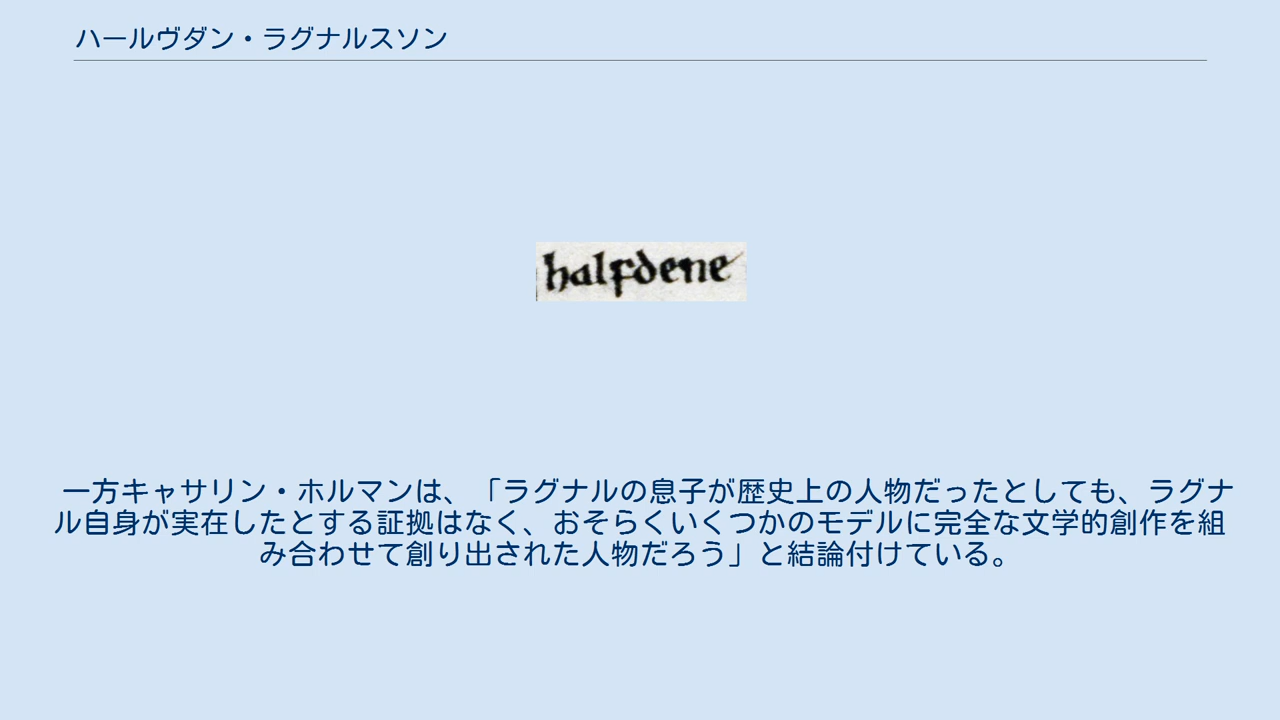 ハールヴダン・ラグナルスソン
halfdene
一方キャサリン・ホルマンは、「ラグナルの息子が歴史上の人物だったとしても、ラグナ
ル自身が実在したとする証拠はなく、おそらくいくつかのモデルに完全な文学的創作を組
み合わせて創り出された人物だろう」と結論付けている。